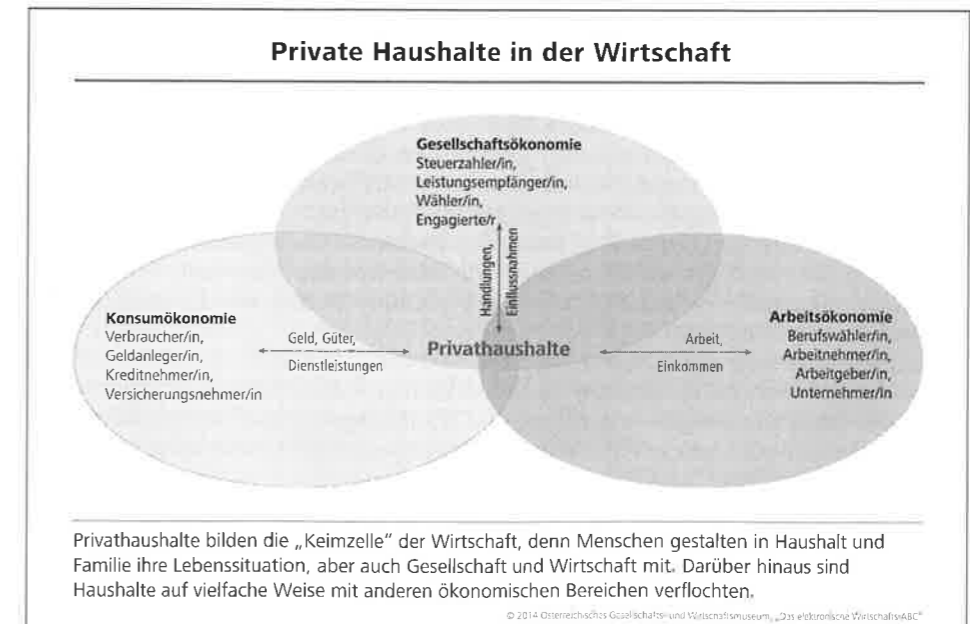 Private Haushalte in der Wirtschaft
Gesellschaftsökonomie
Steuerzahler/in,
Leistungsempfänger/in,
Wähler/in,
Engagierte/r
Handlungen,
Einflussnahmen
Konsumökonomie
Verbraucher/in,
Geldanleger/in,
Kreditnehmer/in,
Versicherungsnehmer/in
Geld, Güter,
Dienstleistungen
Privathaushalte
Arbeit,
Einkommen
Arbeitsökonomie
Berufswähler/in,
Arbeitnehmer/in,
Arbeitgeber/in,
Unternehmer/in
Privathaushalte bilden die „Keimzelle“ der Wirtschaft, denn Menschen gestalten in Haushalt und
Familie ihre Lebenssituation, aber auch Gesellschaft und Wirtschaft mit. Darüber hinaus sind
Haushalte auf vielfache Weise mit anderen ökonomischen Bereichen verflochten.
© 2014 Österreichisches Gesellschafts- und Wirtschaftsmuseum, „Das elektronische Wirtschafts-ABC“